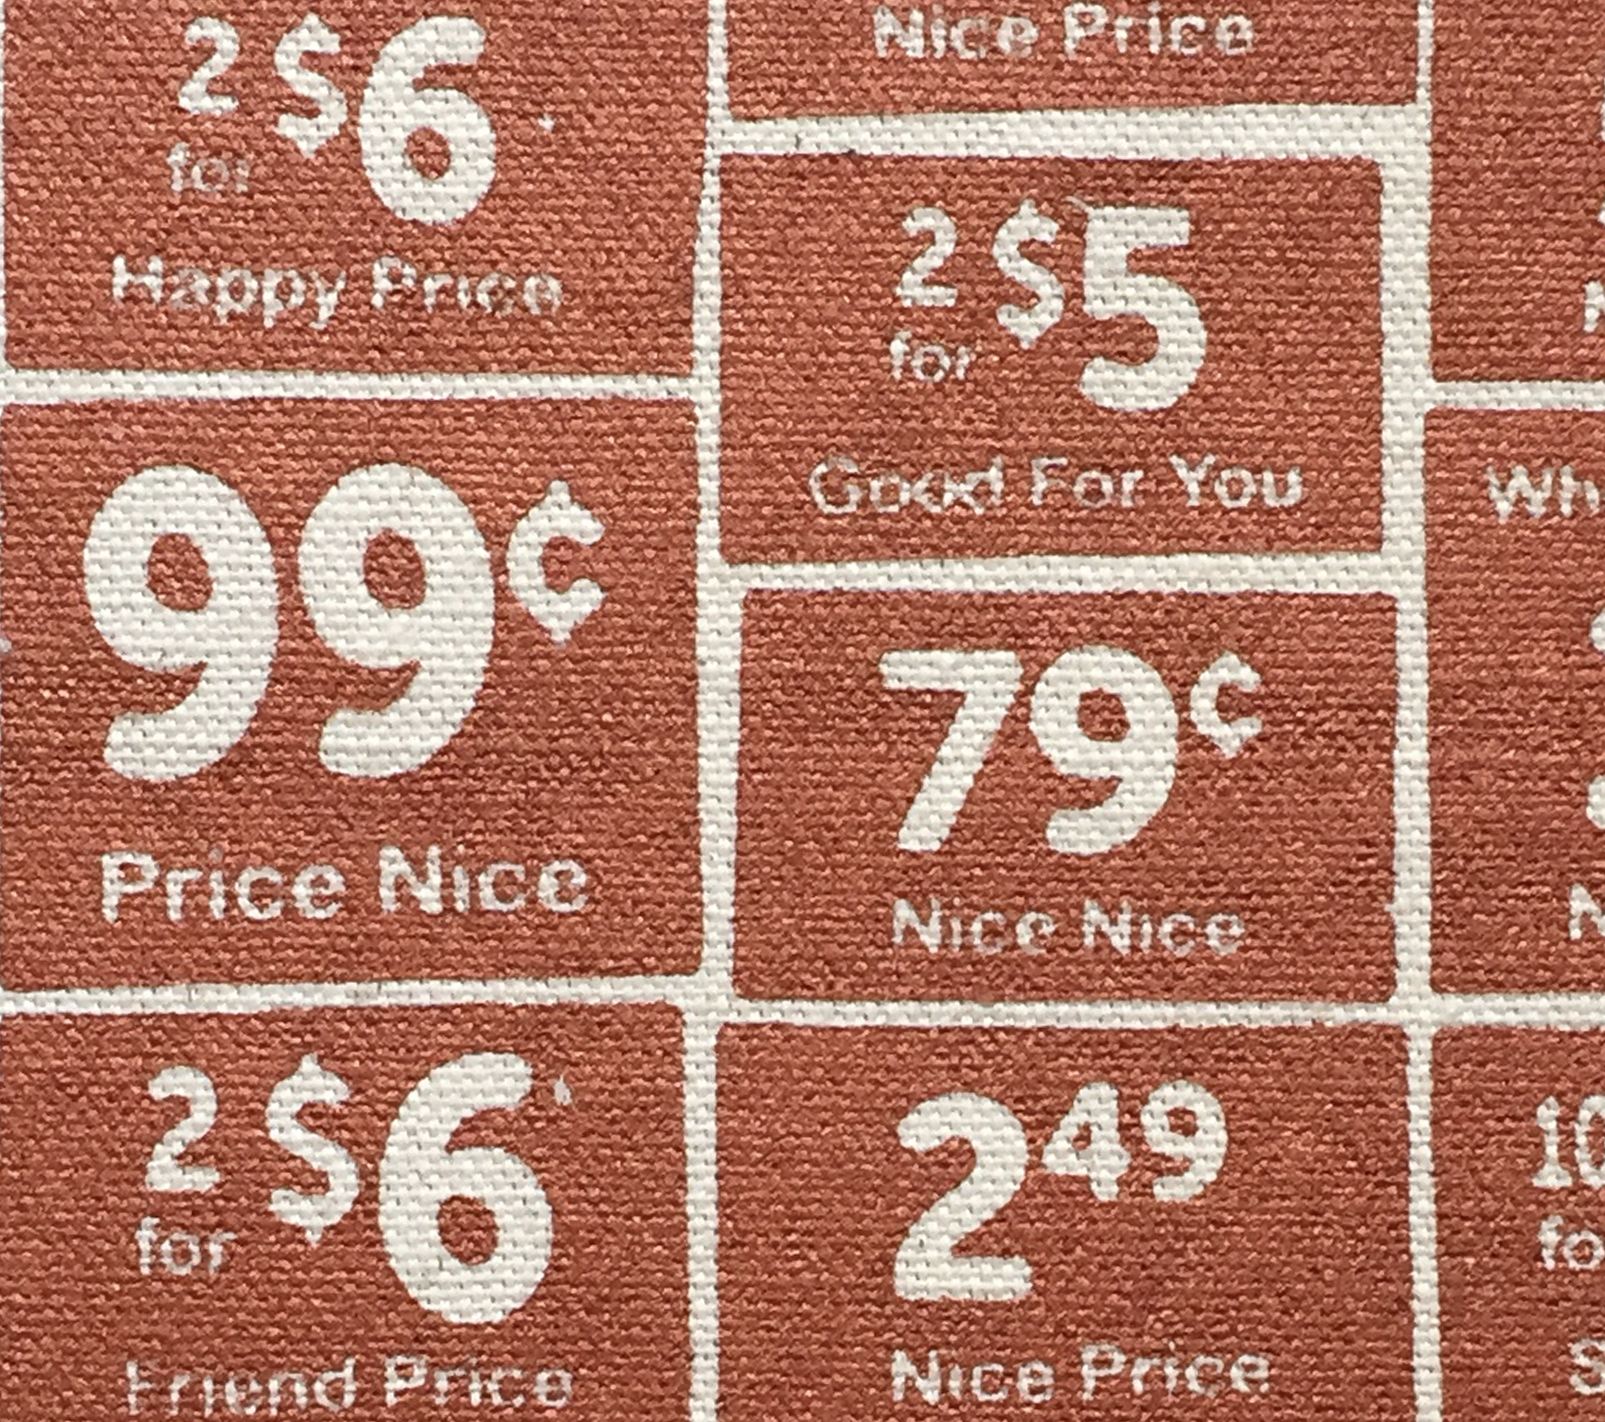 2 for $6
Happy Price
99¢
Price Nice
2 for $6
Friend Price
Nice Price
2 for $5
Good For You
79¢
Nice Nice
2 49
Nice Price